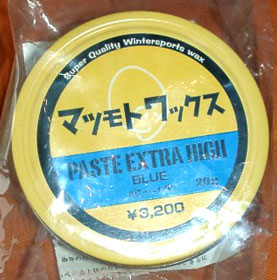 Super Quality Wintersports wax
マツモトワックス
PASTE EXTRA HIGH
BLUE
20g
¥3,200